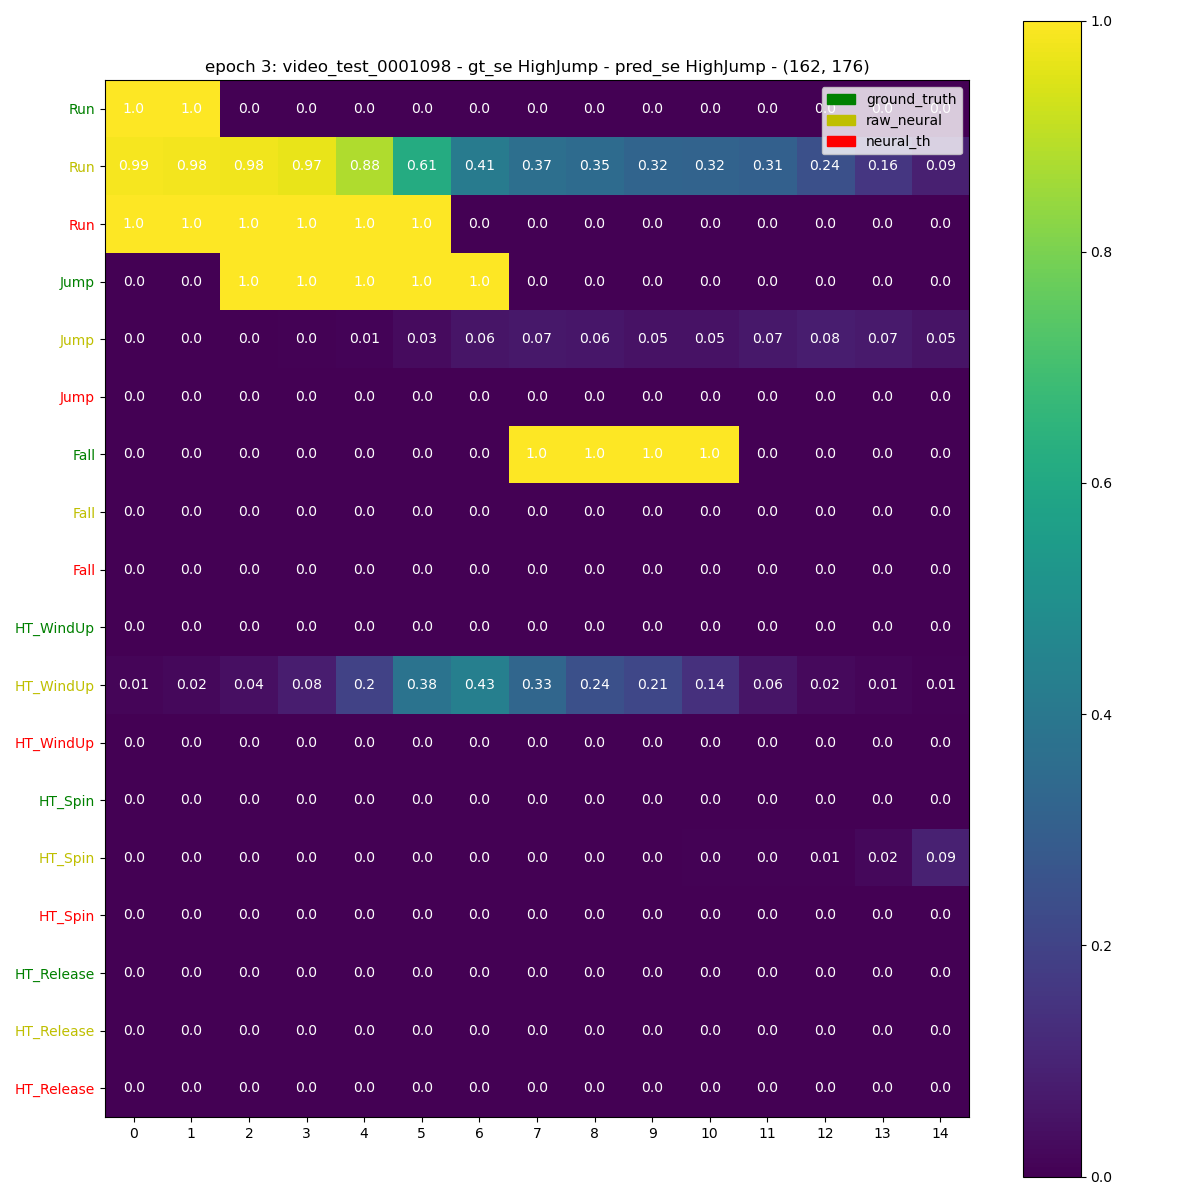 epoch 3: video_test_0001098 - gt_se HighJump - pred_se HighJump - (162, 176)
ground_truth
raw_neural
neural_th
Run 1.0 1.0 0.0 0.0 0.0 0.0 0.0 0.0 0.0 0.0 0.0 0.0 0.0 0.0 0.0
Run 0.99 0.98 0.98 0.97 0.88 0.61 0.41 0.37 0.35 0.32 0.32 0.31 0.24 0.16 0.09
Run 1.0 1.0 1.0 1.0 1.0 1.0 0.0 0.0 0.0 0.0 0.0 0.0 0.0 0.0 0.0
Jump 0.0 0.0 1.0 1.0 1.0 1.0 1.0 0.0 0.0 0.0 0.0 0.0 0.0 0.0 0.0
Jump 0.0 0.0 0.0 0.0 0.01 0.03 0.06 0.07 0.06 0.05 0.05 0.07 0.08 0.07 0.05
Jump 0.0 0.0 0.0 0.0 0.0 0.0 0.0 0.0 0.0 0.0 0.0 0.0 0.0 0.0 0.0
Fall 0.0 0.0 0.0 0.0 0.0 0.0 0.0 1.0 1.0 1.0 1.0 0.0 0.0 0.0 0.0
Fall 0.0 0.0 0.0 0.0 0.0 0.0 0.0 0.0 0.0 0.0 0.0 0.0 0.0 0.0 0.0
Fall 0.0 0.0 0.0 0.0 0.0 0.0 0.0 0.0 0.0 0.0 0.0 0.0 0.0 0.0 0.0
HT_WindUp 0.0 0.0 0.0 0.0 0.0 0.0 0.0 0.0 0.0 0.0 0.0 0.0 0.0 0.0 0.0
HT_WindUp 0.01 0.02 0.04 0.08 0.2 0.38 0.43 0.33 0.24 0.21 0.14 0.06 0.02 0.01 0.01
HT_WindUp 0.0 0.0 0.0 0.0 0.0 0.0 0.0 0.0 0.0 0.0 0.0 0.0 0.0 0.0 0.0
HT_Spin 0.0 0.0 0.0 0.0 0.0 0.0 0.0 0.0 0.0 0.0 0.0 0.0 0.0 0.0 0.0
HT_Spin 0.0 0.0 0.0 0.0 0.0 0.0 0.0 0.0 0.0 0.0 0.0 0.0 0.01 0.02 0.09
HT_Spin 0.0 0.0 0.0 0.0 0.0 0.0 0.0 0.0 0.0 0.0 0.0 0.0 0.0 0.0 0.0
HT_Release 0.0 0.0 0.0 0.0 0.0 0.0 0.0 0.0 0.0 0.0 0.0 0.0 0.0 0.0 0.0
HT_Release 0.0 0.0 0.0 0.0 0.0 0.0 0.0 0.0 0.0 0.0 0.0 0.0 0.0 0.0 0.0
HT_Release 0.0 0.0 0.0 0.0 0.0 0.0 0.0 0.0 0.0 0.0 0.0 0.0 0.0 0.0 0.0
0 1 2 3 4 5 6 7 8 9 10 11 12 13 14
1.0
0.8
0.6
0.4
0.2
0.0